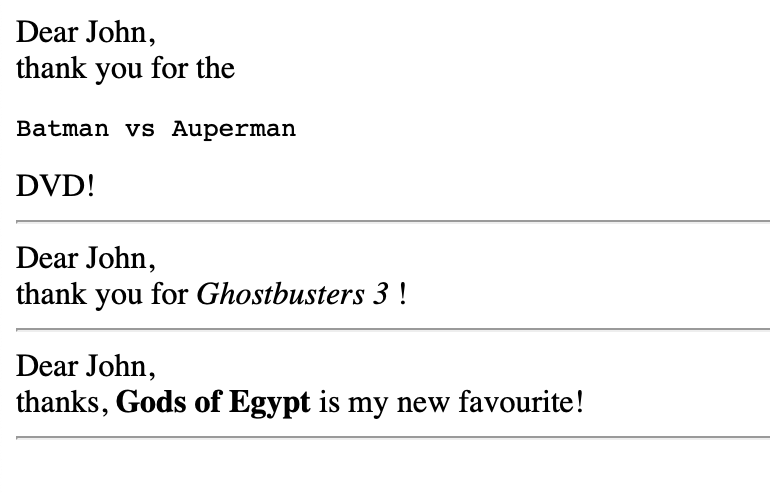 Dear John,
thank you for the
Batman vs Auperman
DVD!
Dear John,
thank you for Ghostbusters 3 !
Dear John,
thanks, Gods of Egypt is my new favourite!